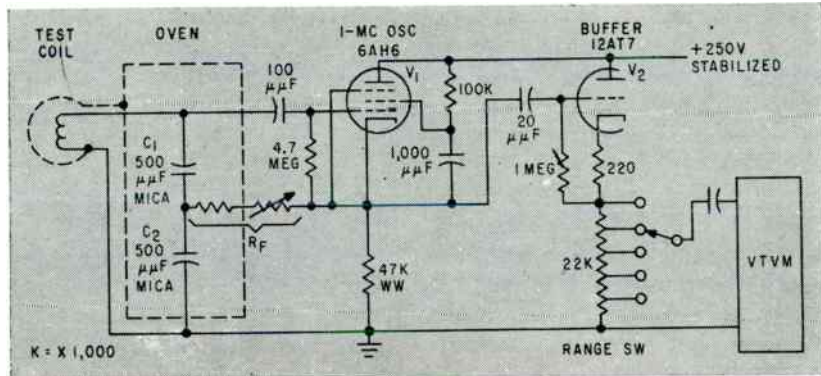 TEST
COIL
OVEN
I-MC OSC
6AH6
BUFFER
12AT7
+250V
STABILIZED
V1
V2
100
μμF
100K
20
μμF
C1
500
μμF
MICA
4.7
MEG
1,000
μμF
1 MEG
220
RF
C2
500
μμF
MICA
47K
WW
22K
VTVM
K = X 1,000
RANGE SW